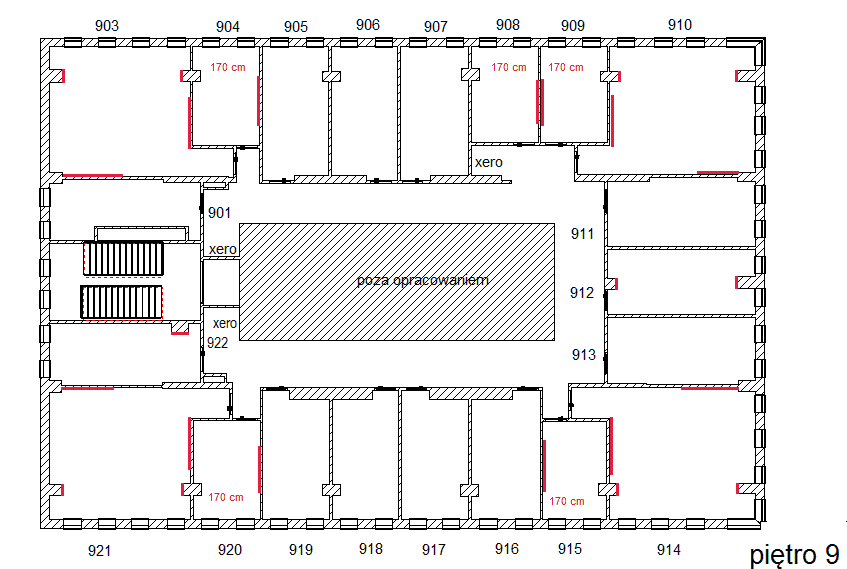 903 904 905 906 907 908 909 910
170 cm 170 cm 170 cm
xero
901
911
xero
poza opracowaniem
912
xero
922
913
170 cm 170 cm
921 920 919 918 917 916 915 914
piętro 9